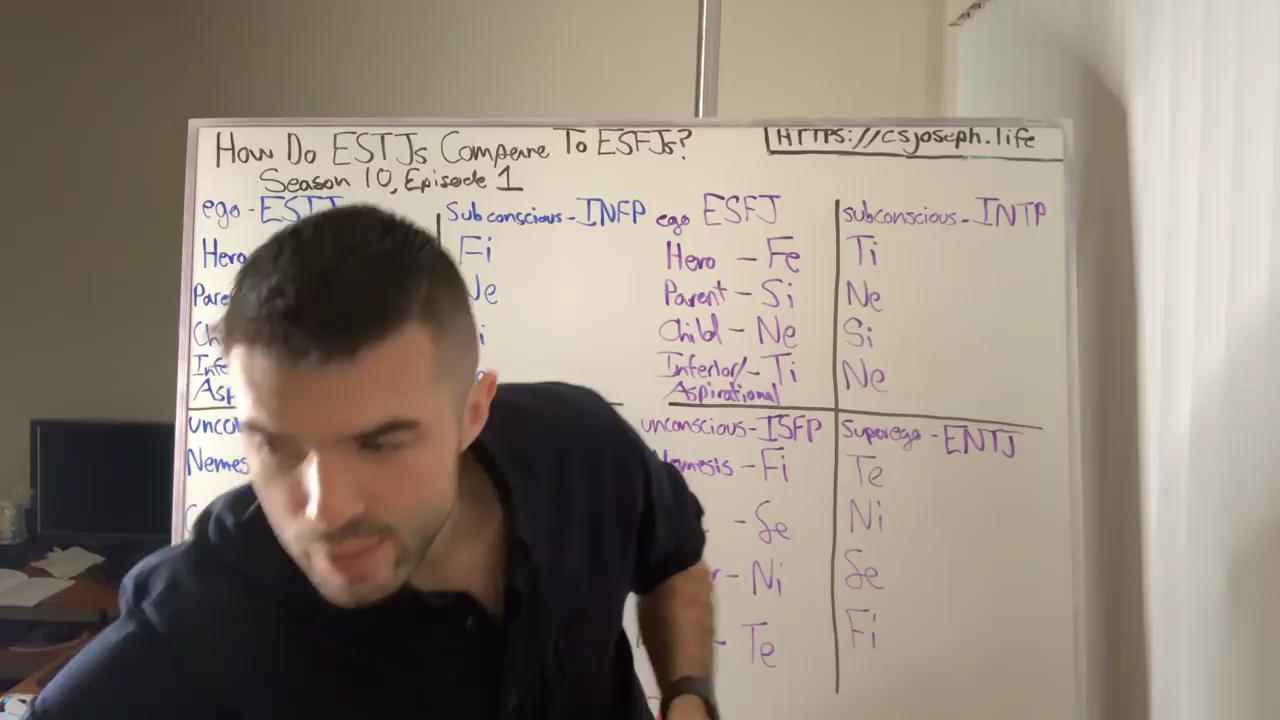 How Do ESTJs Compare To ESFJs?
HTTPS://csjoseph.life
Season 10, Episode 1
ego - ESTJ
Subconscious - INFP
Hero
Fi
ego ESFJ
subconscious - INTP
Hero - Fe
Ti
Parent - Si
Ne
Child - Ne
Si
Inferior/ - Ti
Aspirational
Ne
unconscious - ISFP
Superego - ENTJ
Nemesis - Fi
Te
- Se
Ni
- Ni
Se
- Te
Fi